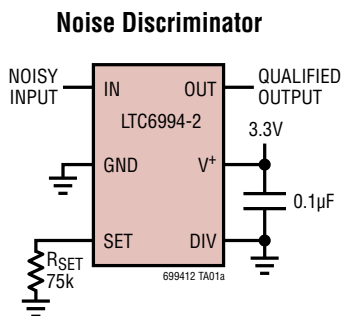 Noise Discriminator
NOISY
INPUT
IN
OUT
QUALIFIED
OUTPUT
LTC6994-2
3.3V
GND
V+
0.1µF
SET
DIV
RSET
75k
699412 TA01a